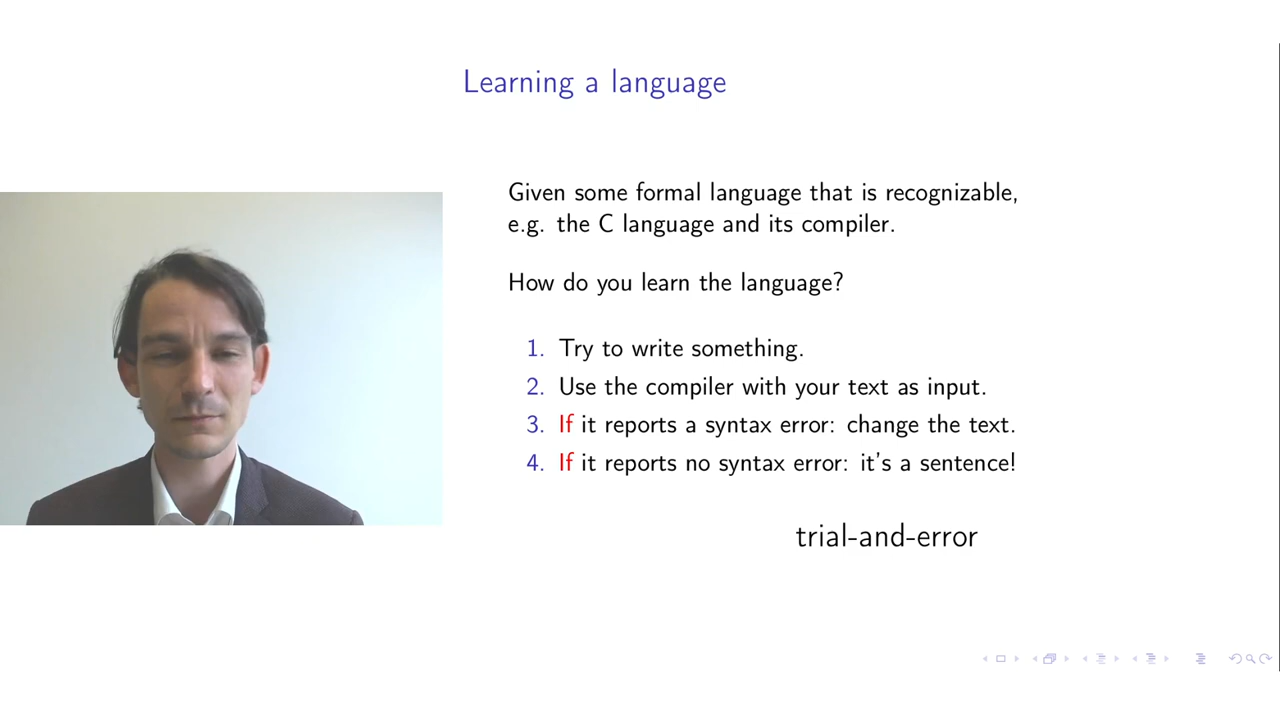 Learning a language
Given some formal language that is recognizable,
e.g. the C language and its compiler.
How do you learn the language?
1. Try to write something.
2. Use the compiler with your text as input.
3. If it reports a syntax error: change the text.
4. If it reports no syntax error: it's a sentence!
trial-and-error